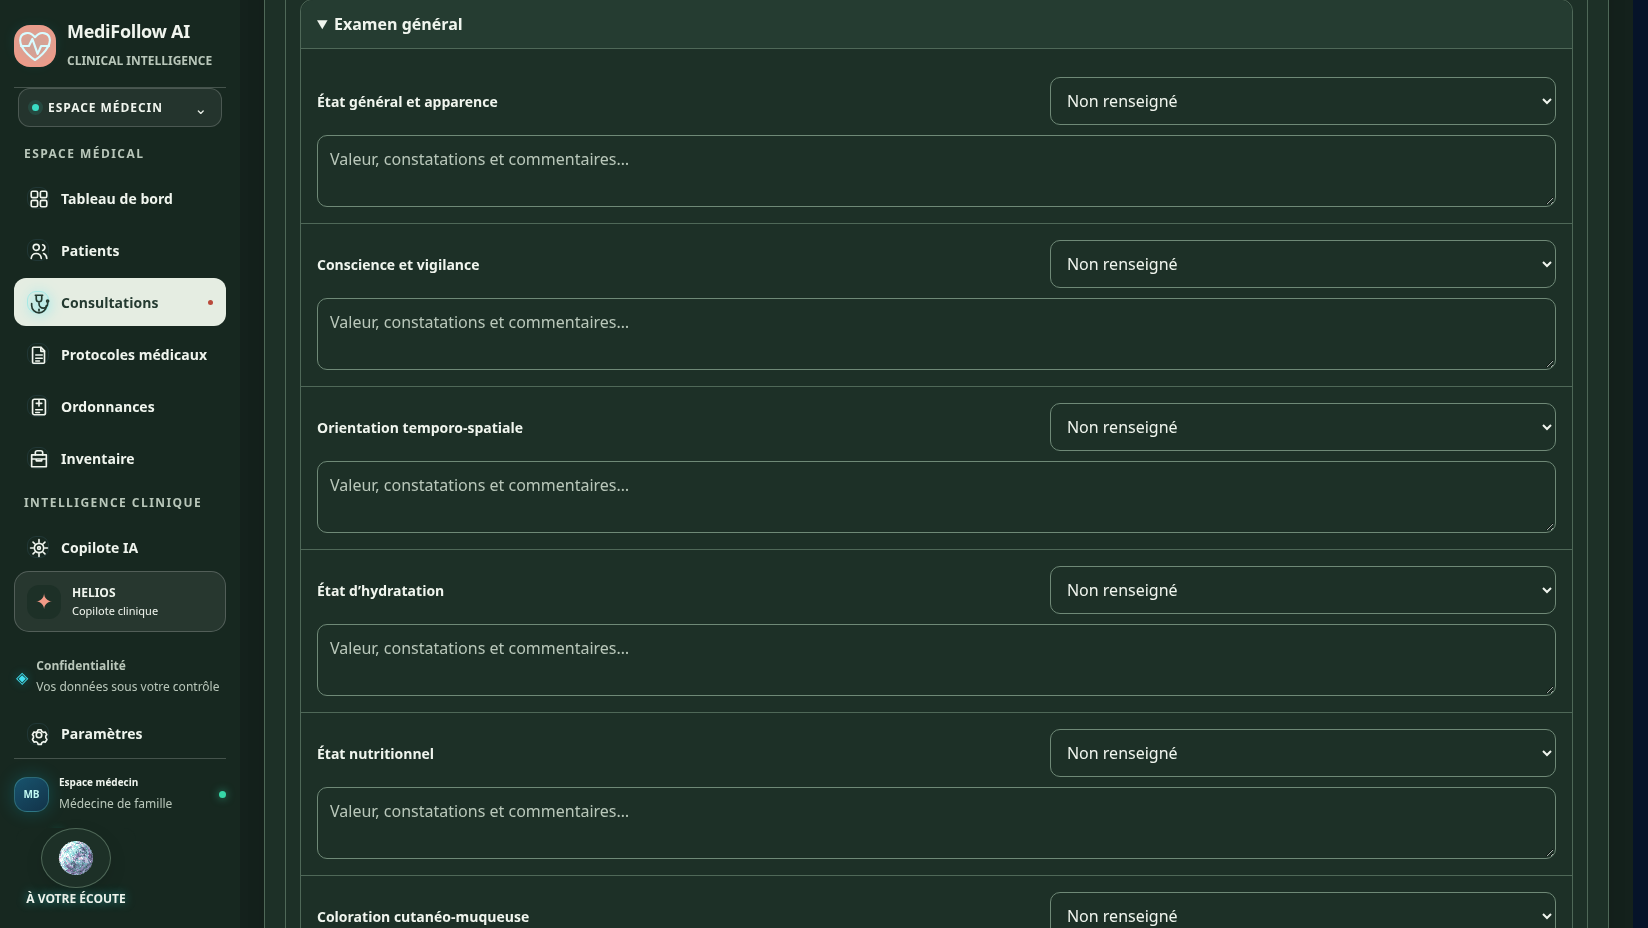 MediFollow AI
CLINICAL INTELLIGENCE
ESPACE MÉDECIN
ESPACE MÉDICAL
Tableau de bord
Patients
Consultations
Protocoles médicaux
Ordonnances
Inventaire
INTELLIGENCE CLINIQUE
Copilote IA
HELIOS
Copilote clinique
Confidentialité
Vos données sous votre contrôle
Paramètres
MB
Espace médecin
Médecine de famille
À VOTRE ÉCOUTE
Examen général
État général et apparence
Non renseigné
Valeur, constatations et commentaires...
Conscience et vigilance
Non renseigné
Valeur, constatations et commentaires...
Orientation temporo-spatiale
Non renseigné
Valeur, constatations et commentaires...
État d’hydratation
Non renseigné
Valeur, constatations et commentaires...
État nutritionnel
Non renseigné
Valeur, constatations et commentaires...
Coloration cutanéo-muqueuse
Non renseigné